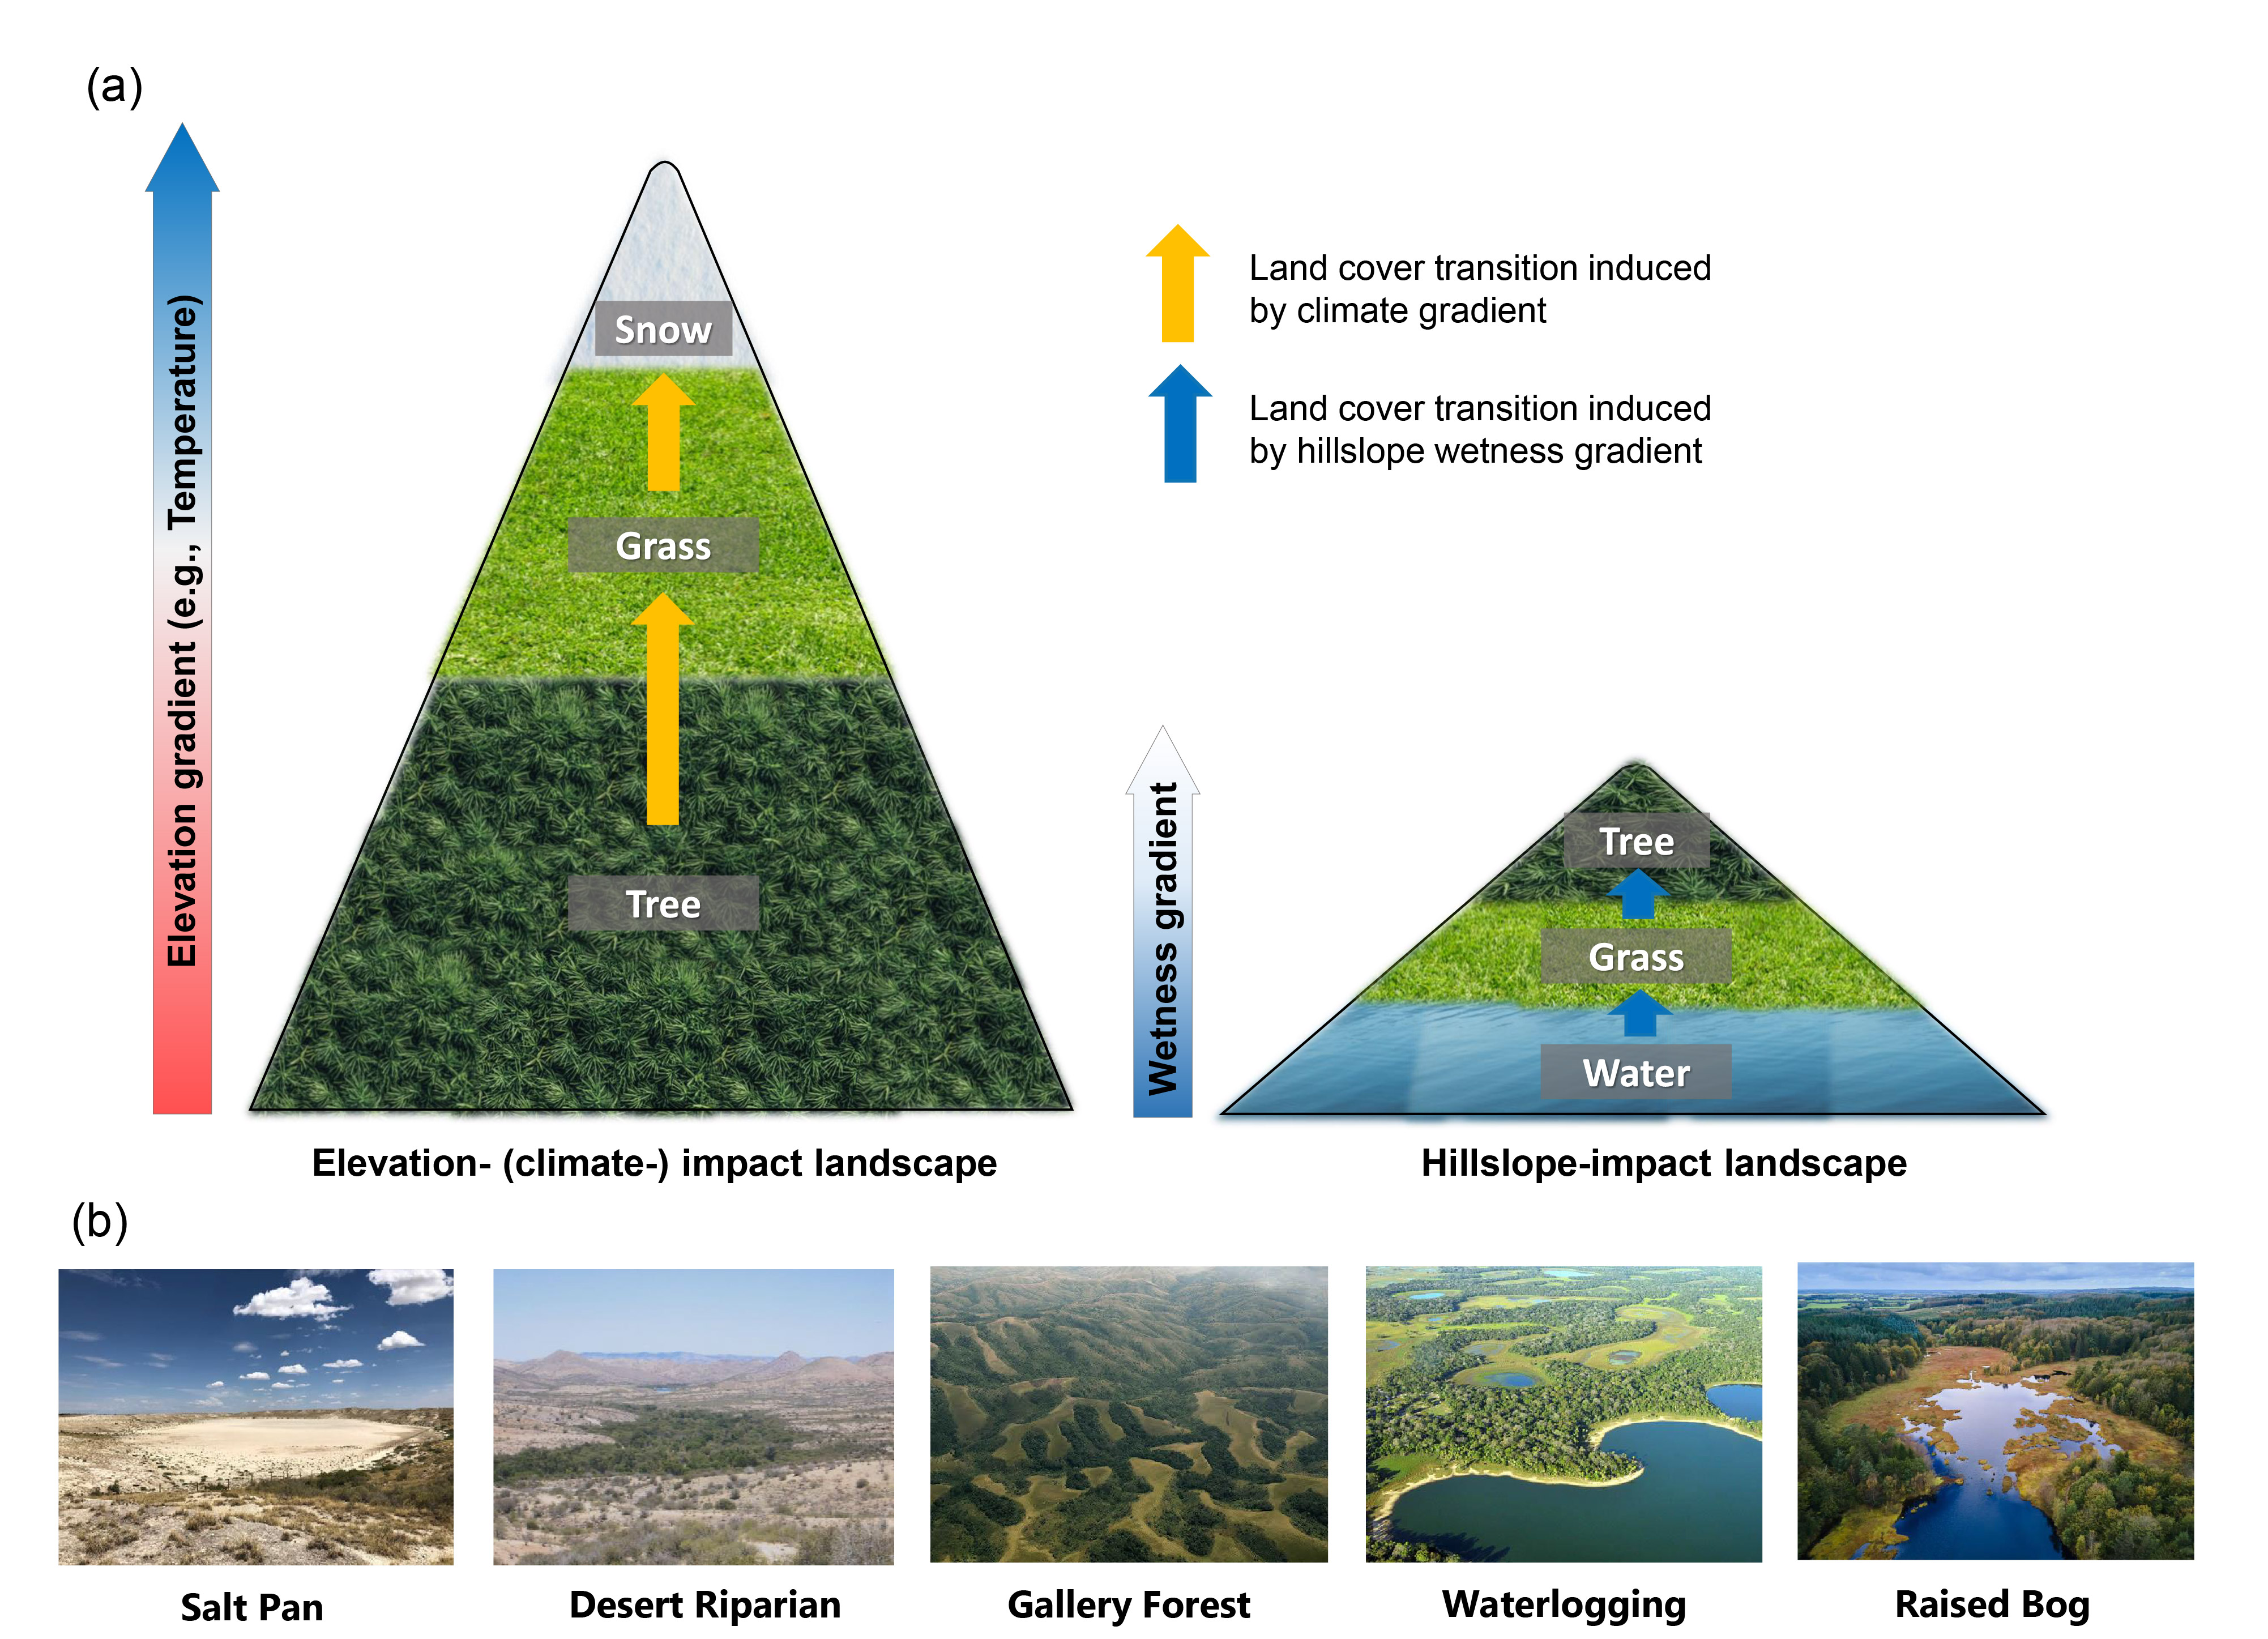 (a)
Elevation gradient (e.g., Temperature)
Snow
Grass
Tree
Land cover transition induced
by climate gradient
Land cover transition induced
by hillslope wetness gradient
Wetness gradient
Tree
Grass
Water
Elevation- (climate-) impact landscape
Hillslope-impact landscape
(b)
Salt Pan
Desert Riparian
Gallery Forest
Waterlogging
Raised Bog